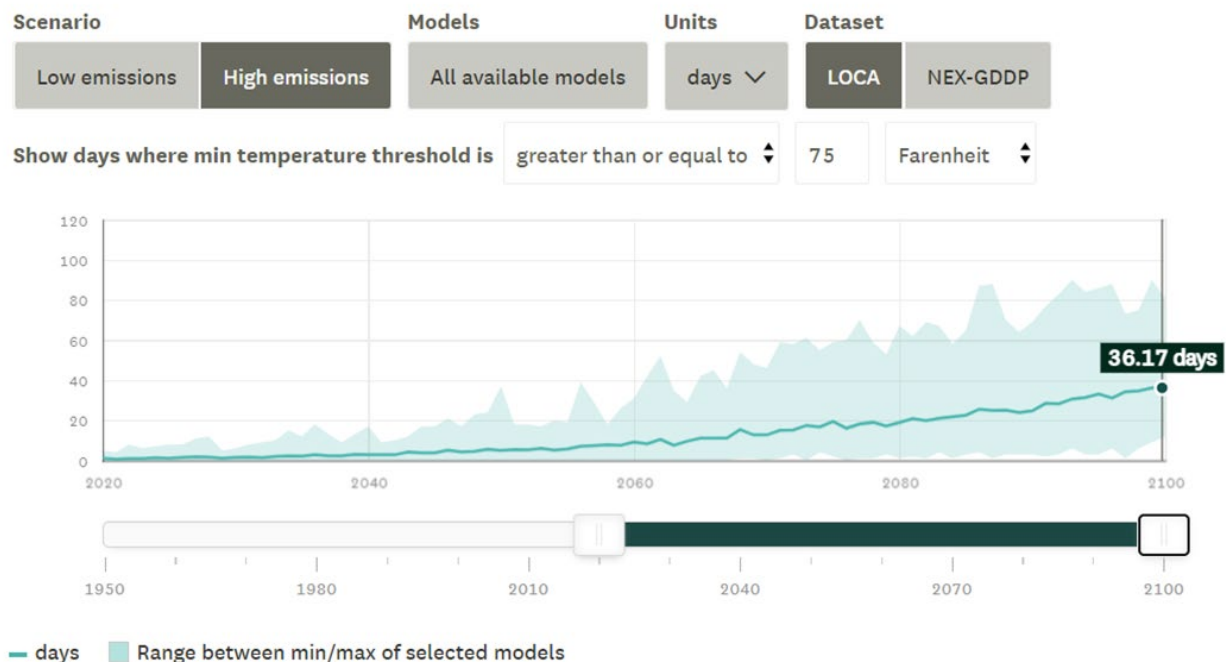 Scenario Models Units Dataset
Low emissions High emissions All available models days LOCA NEX-GDDP
Show days where min temperature threshold is greater than or equal to 75 Farenheit
120
100
80
60
40
20
0
36.17 days
2020 2040 2060 2080 2100
1950 1980 2010 2040 2070 2100
days Range between min/max of selected models